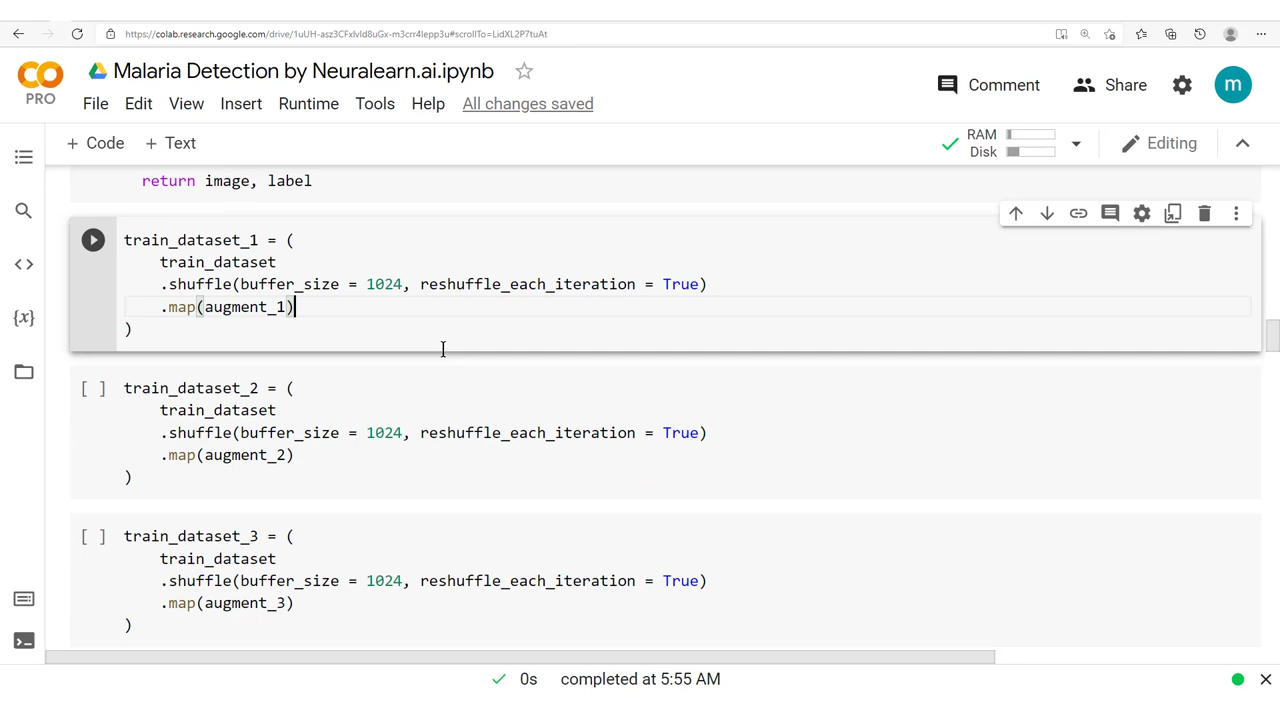 https://colab.research.google.com/drive/1uUH-asz3CFxlvld8uGx-m3crr4lepp3u#scrollTo=LidXL2P7tuAt
CO
PRO
Malaria Detection by Neuralearn.ai.ipynb
Comment
Share
m
File Edit View Insert Runtime Tools Help All changes saved
+ Code + Text
RAM
Disk
Editing
return image, label
train_dataset_1 = (
train_dataset
.shuffle(buffer_size = 1024, reshuffle_each_iteration = True)
.map(augment_1)
)
[ ] train_dataset_2 = (
train_dataset
.shuffle(buffer_size = 1024, reshuffle_each_iteration = True)
.map(augment_2)
)
[ ] train_dataset_3 = (
train_dataset
.shuffle(buffer_size = 1024, reshuffle_each_iteration = True)
.map(augment_3)
)
0s completed at 5:55 AM